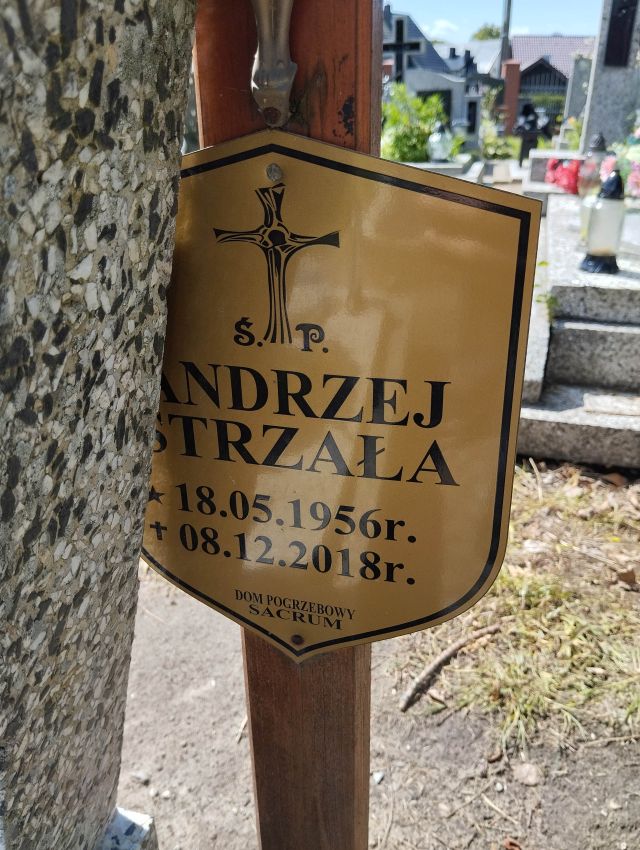 Ś. P.
ANDRZEJ
STRZAŁA
★ 18.05.1956r.
✝ 08.12.2018r.
DOM POGRZEBOWY
SACRUM